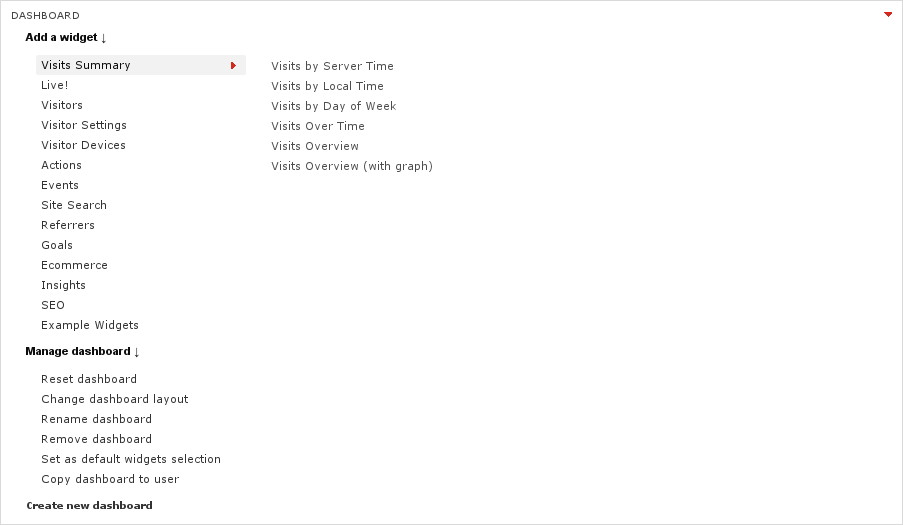 DASHBOARD
Add a widget ↓
Visits Summary
Live!
Visitors
Visitor Settings
Visitor Devices
Actions
Events
Site Search
Referrers
Goals
Ecommerce
Insights
SEO
Example Widgets
Visits by Server Time
Visits by Local Time
Visits by Day of Week
Visits Over Time
Visits Overview
Visits Overview (with graph)
Manage dashboard ↓
Reset dashboard
Change dashboard layout
Rename dashboard
Remove dashboard
Set as default widgets selection
Copy dashboard to user
Create new dashboard